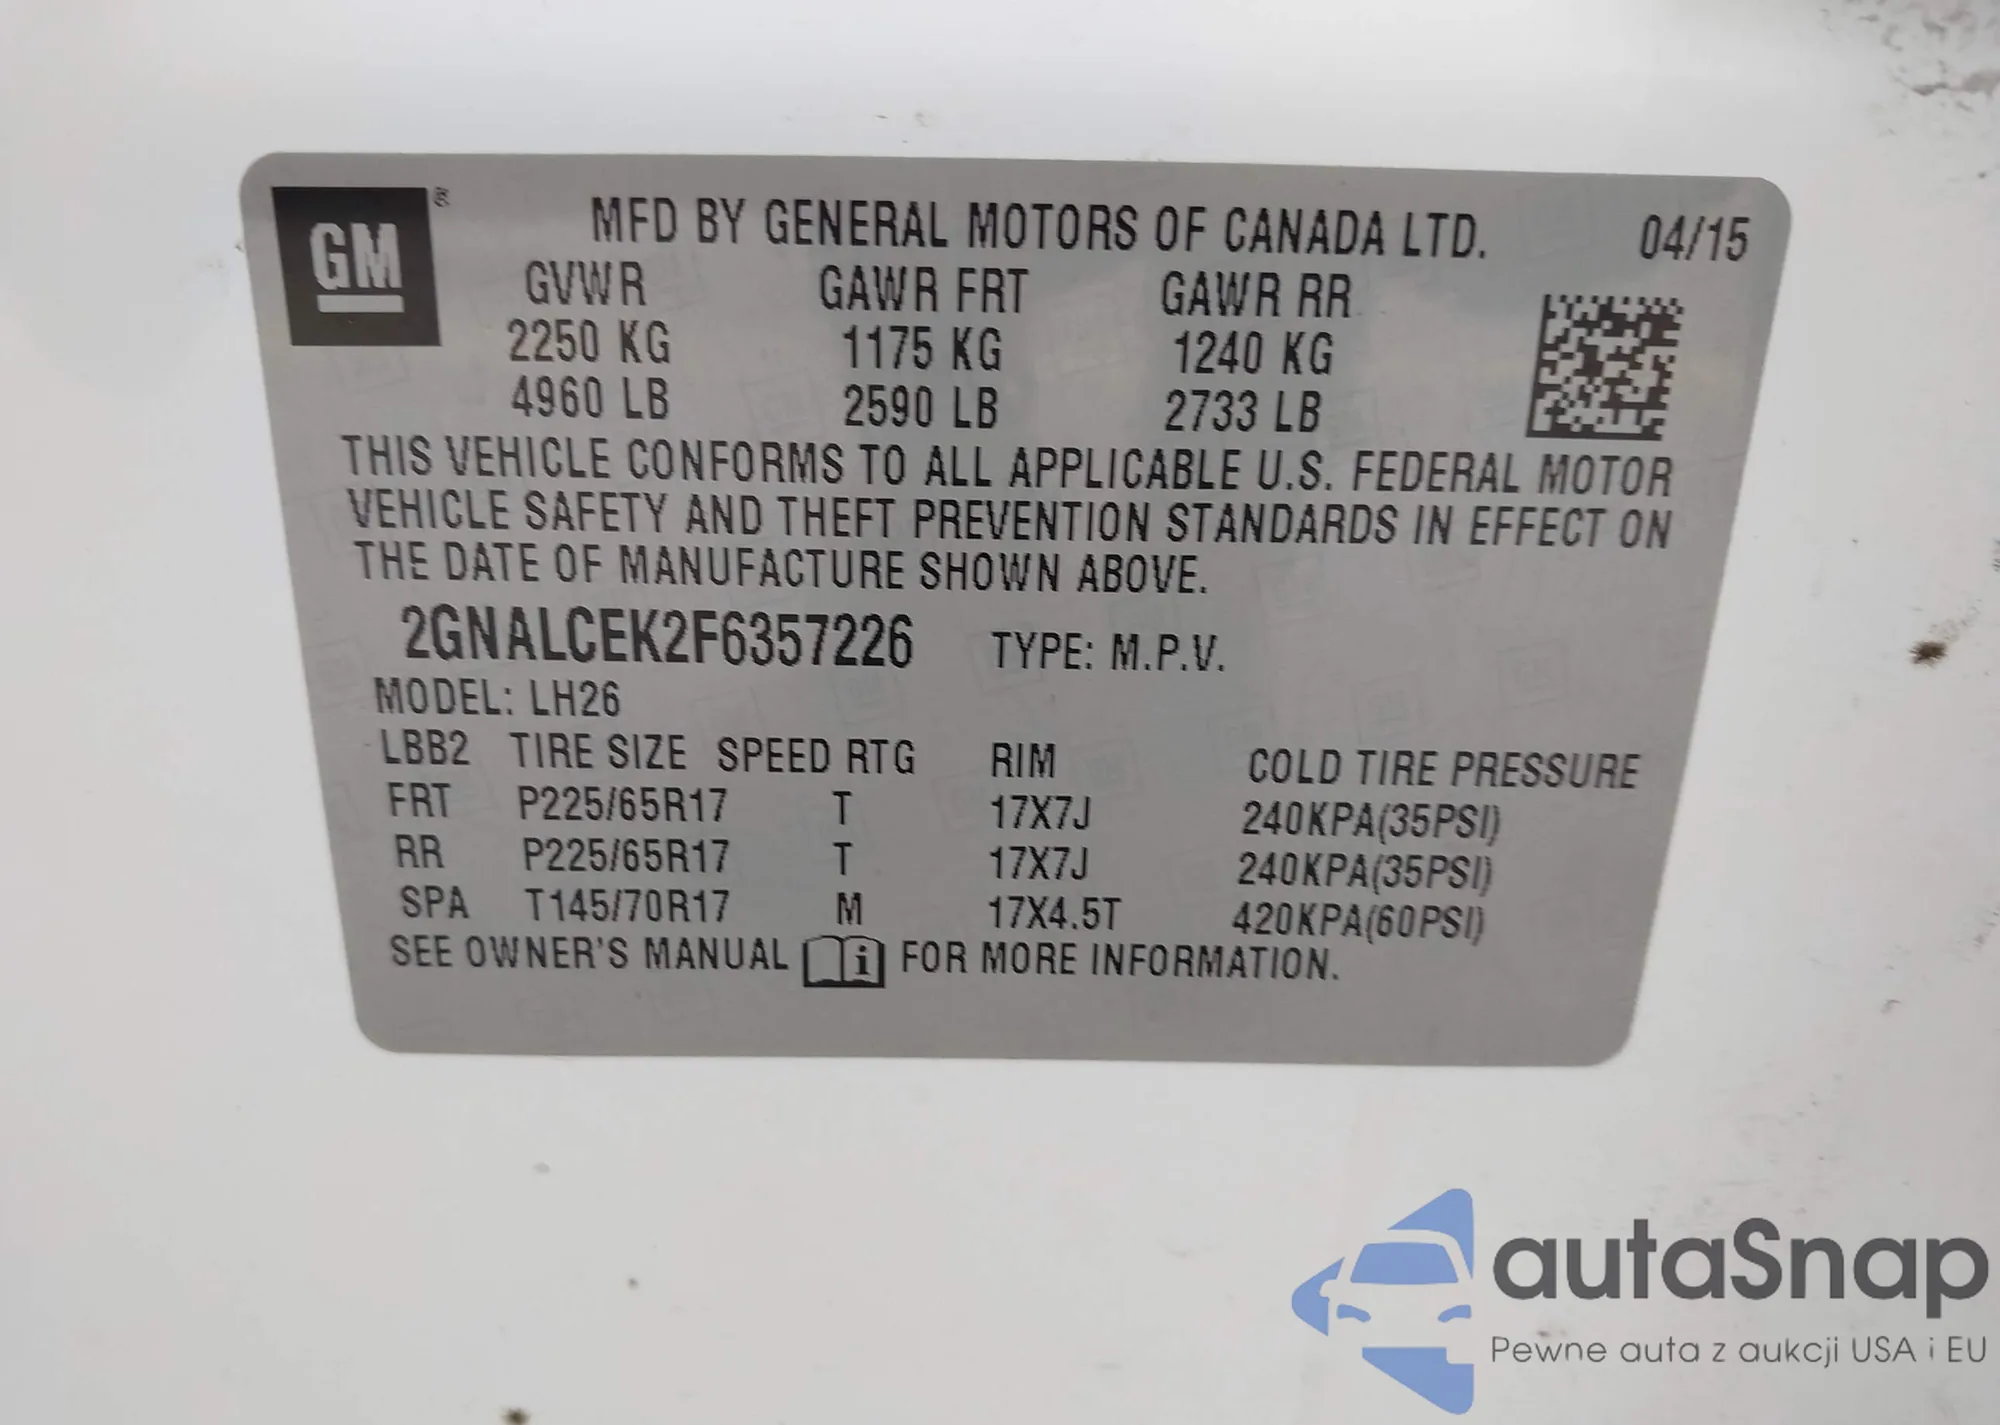 GM ®
MFD BY GENERAL MOTORS OF CANADA LTD. 04/15
GVWR GAWR FRT GAWR RR
2250 KG 1175 KG 1240 KG
4960 LB 2590 LB 2733 LB
THIS VEHICLE CONFORMS TO ALL APPLICABLE U.S. FEDERAL MOTOR
VEHICLE SAFETY AND THEFT PREVENTION STANDARDS IN EFFECT ON
THE DATE OF MANUFACTURE SHOWN ABOVE.
2GNALCEK2F6357226 TYPE: M.P.V.
MODEL: LH26
LBB2 TIRE SIZE SPEED RTG RIM COLD TIRE PRESSURE
FRT P225/65R17 T 17X7J 240KPA(35PSI)
RR P225/65R17 T 17X7J 240KPA(35PSI)
SPA T145/70R17 M 17X4.5T 420KPA(60PSI)
SEE OWNER'S MANUAL i FOR MORE INFORMATION.
autaSnap
Pewne auta z aukcji USA i EU